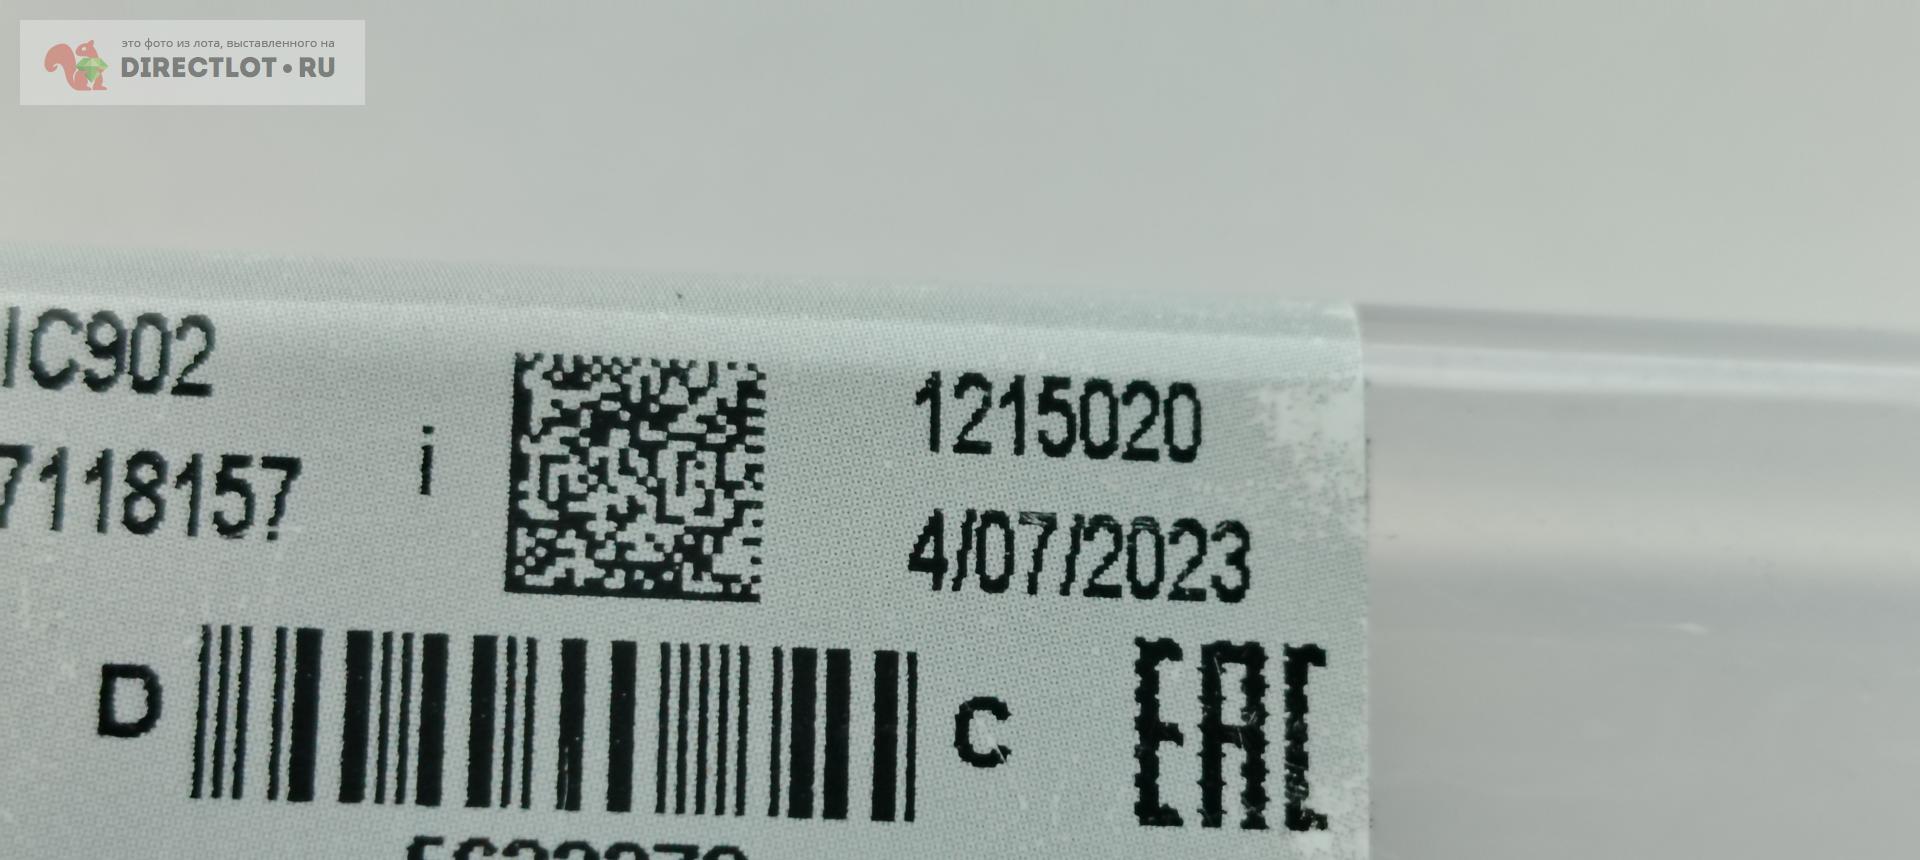 это фото из лота, выставленного на
DIRECTLOT.RU
IC902
7118157
i
1215020
4/07/2023
D
C
EAC